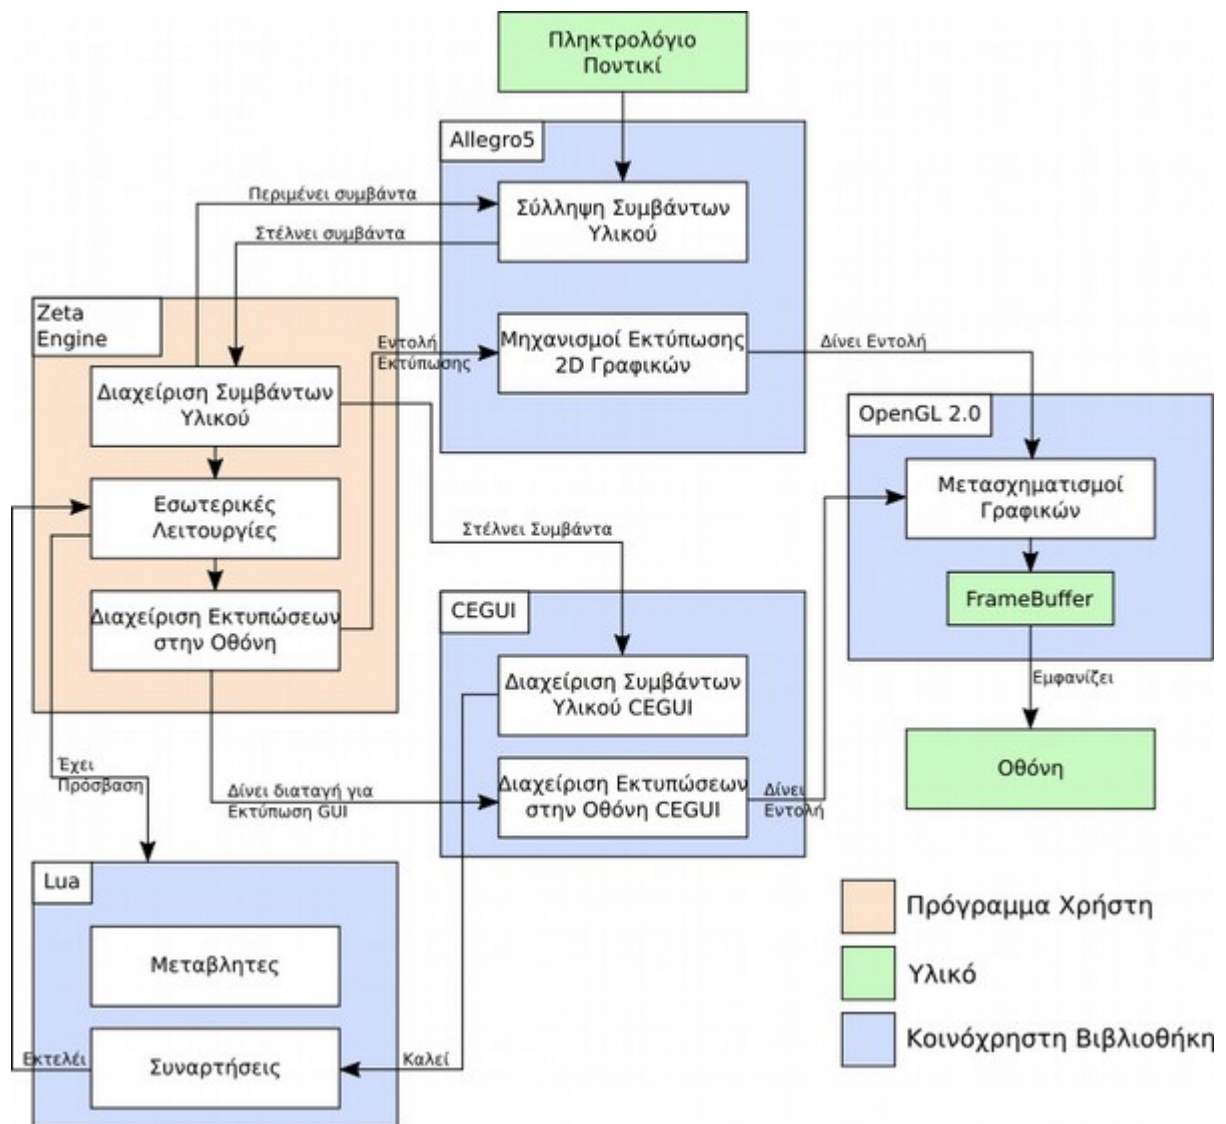 Πληκτρολόγιο
Ποντικί
Allegro5
Περιμένει συμβάντα
Σύλληψη Συμβάντων
Υλικού
Στέλνει συμβάντα
Zeta
Engine
Εντολή
Εκτύπωσης
Μηχανισμοί Εκτύπωσης
2D Γραφικών
Δίνει Εντολή
Διαχείριση Συμβάντων
Υλικού
OpenGL 2.0
Μετασχηματισμοί
Γραφικών
Εσωτερικές
Λειτουργίες
Στέλνει Συμβάντα
FrameBuffer
Διαχείριση Εκτυπώσεων
στην Οθόνη
CEGUI
Εμφανίζει
Διαχείριση Συμβάντων
Υλικού CEGUI
Έχει
Πρόσβαση
Οθόνη
Δίνει διαταγή για
Εκτύπωση GUI
Διαχείριση Εκτυπώσεων
στην Οθόνη CEGUI
Δίνει
Εντολή
Lua
Πρόγραμμα Χρήστη
Μεταβλητες
Υλικό
Κοινόχρηστη Βιβλιοθήκη
Εκτελέι
Συναρτήσεις
Καλεί